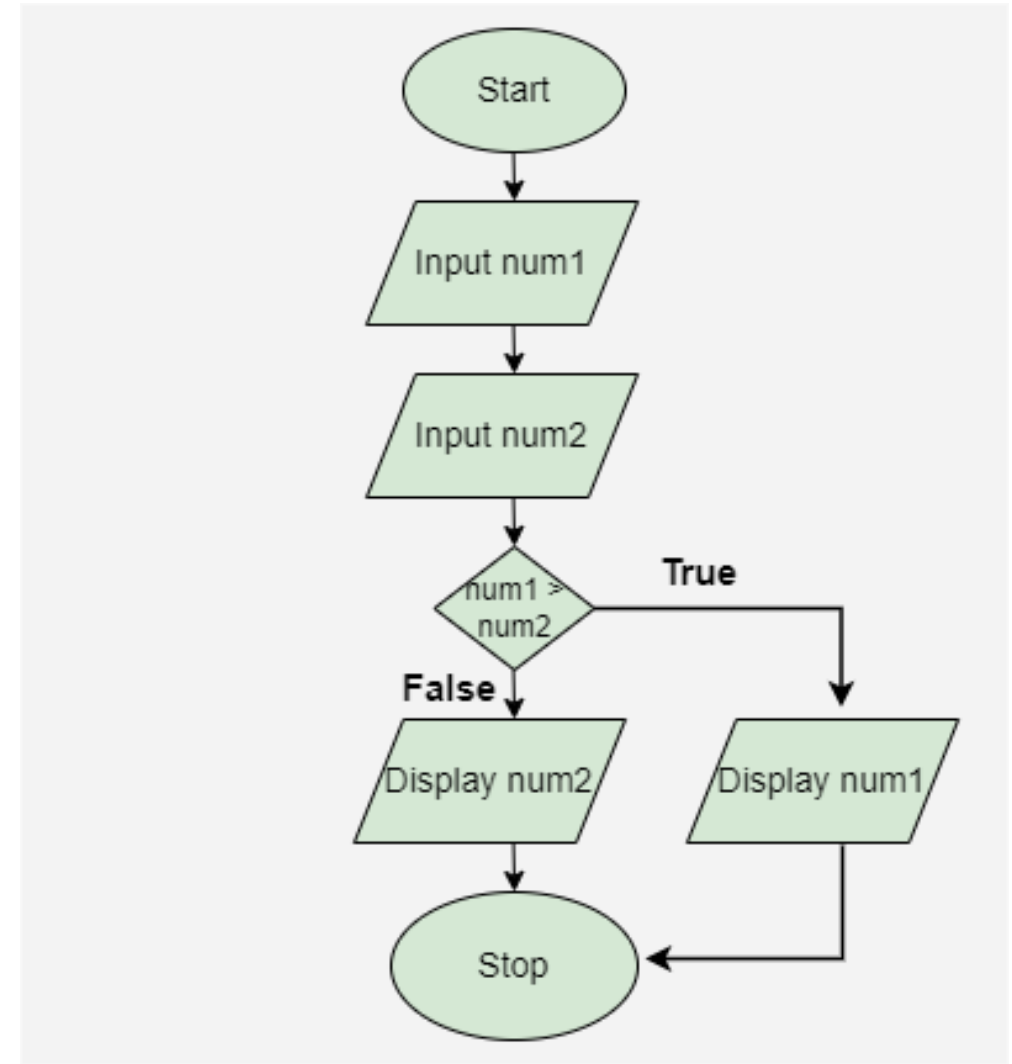 Start
Input num1
Input num2
num1 >
num2
True
False
Display num2
Display num1
Stop